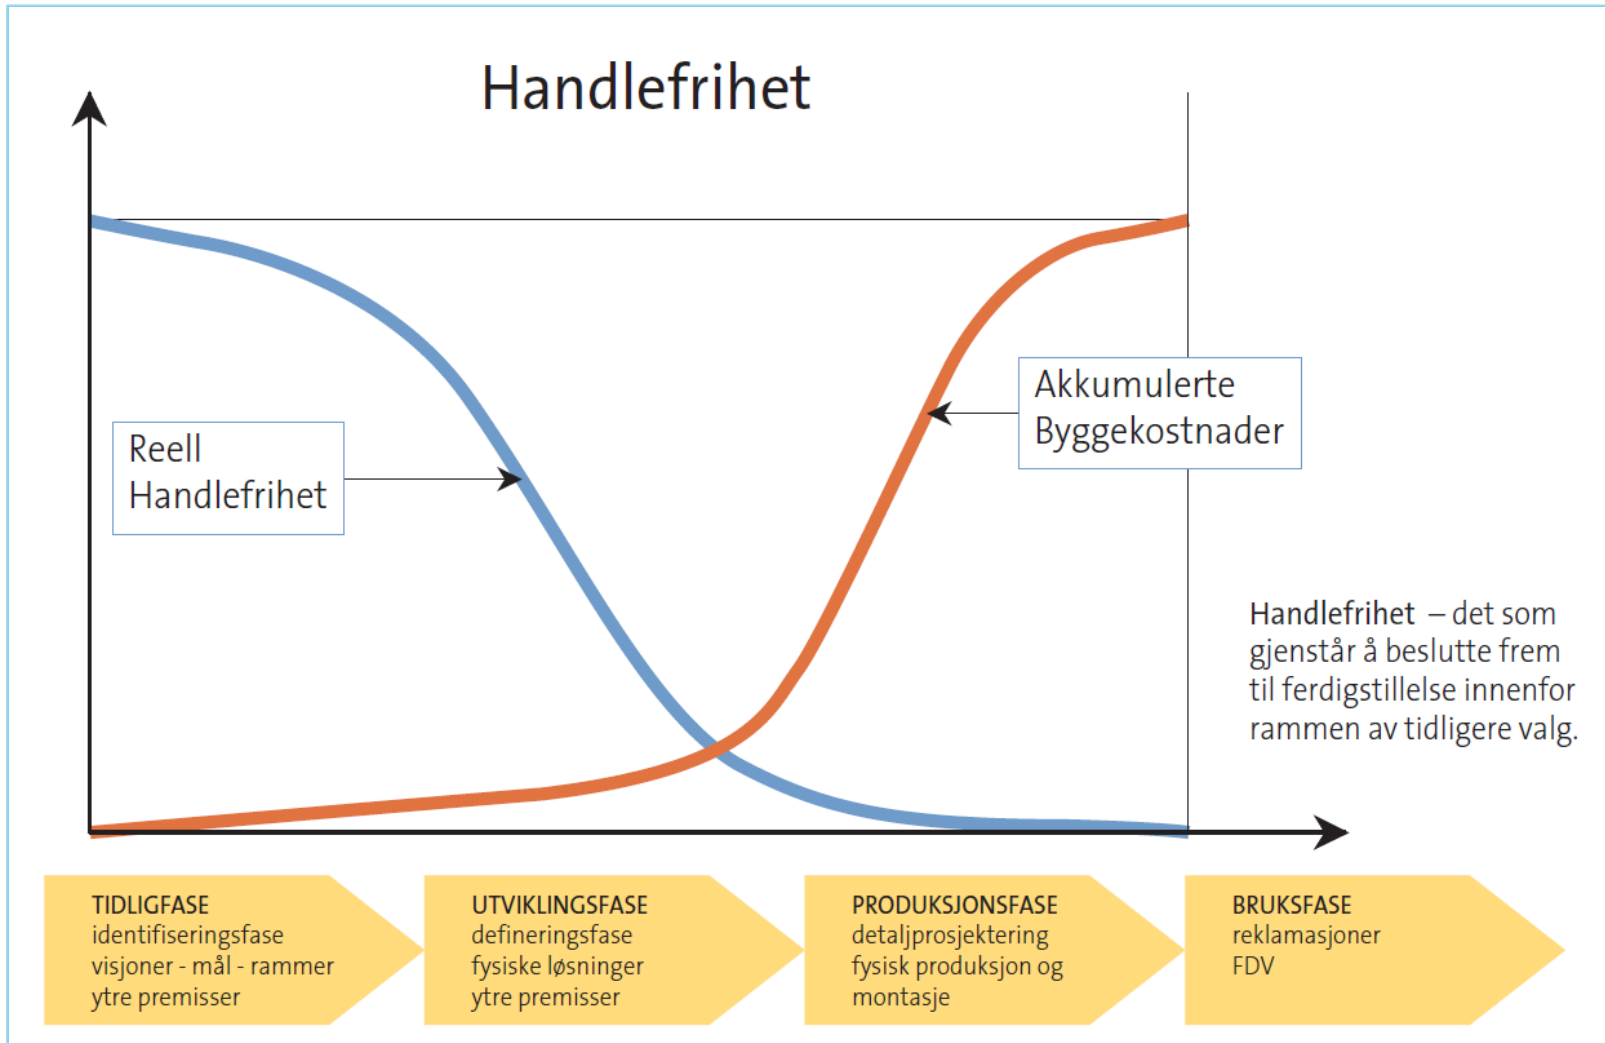 Handlefrihet
Reell
Handlefrihet
Akkumulerte
Byggekostnader
Handlefrihet – det som
gjenstår å beslutte frem
til ferdigstillelse innenfor
rammen av tidligere valg.
TIDLIGFASE
identifiseringsfase
visjoner - mål - rammer
ytre premisser
UTVIKLINGSFASE
defineringsfase
fysiske løsninger
ytre premisser
PRODUKSJONSFASE
detaljprosjektering
fysisk produksjon og
montasje
BRUKSFASE
reklamasjoner
FDV